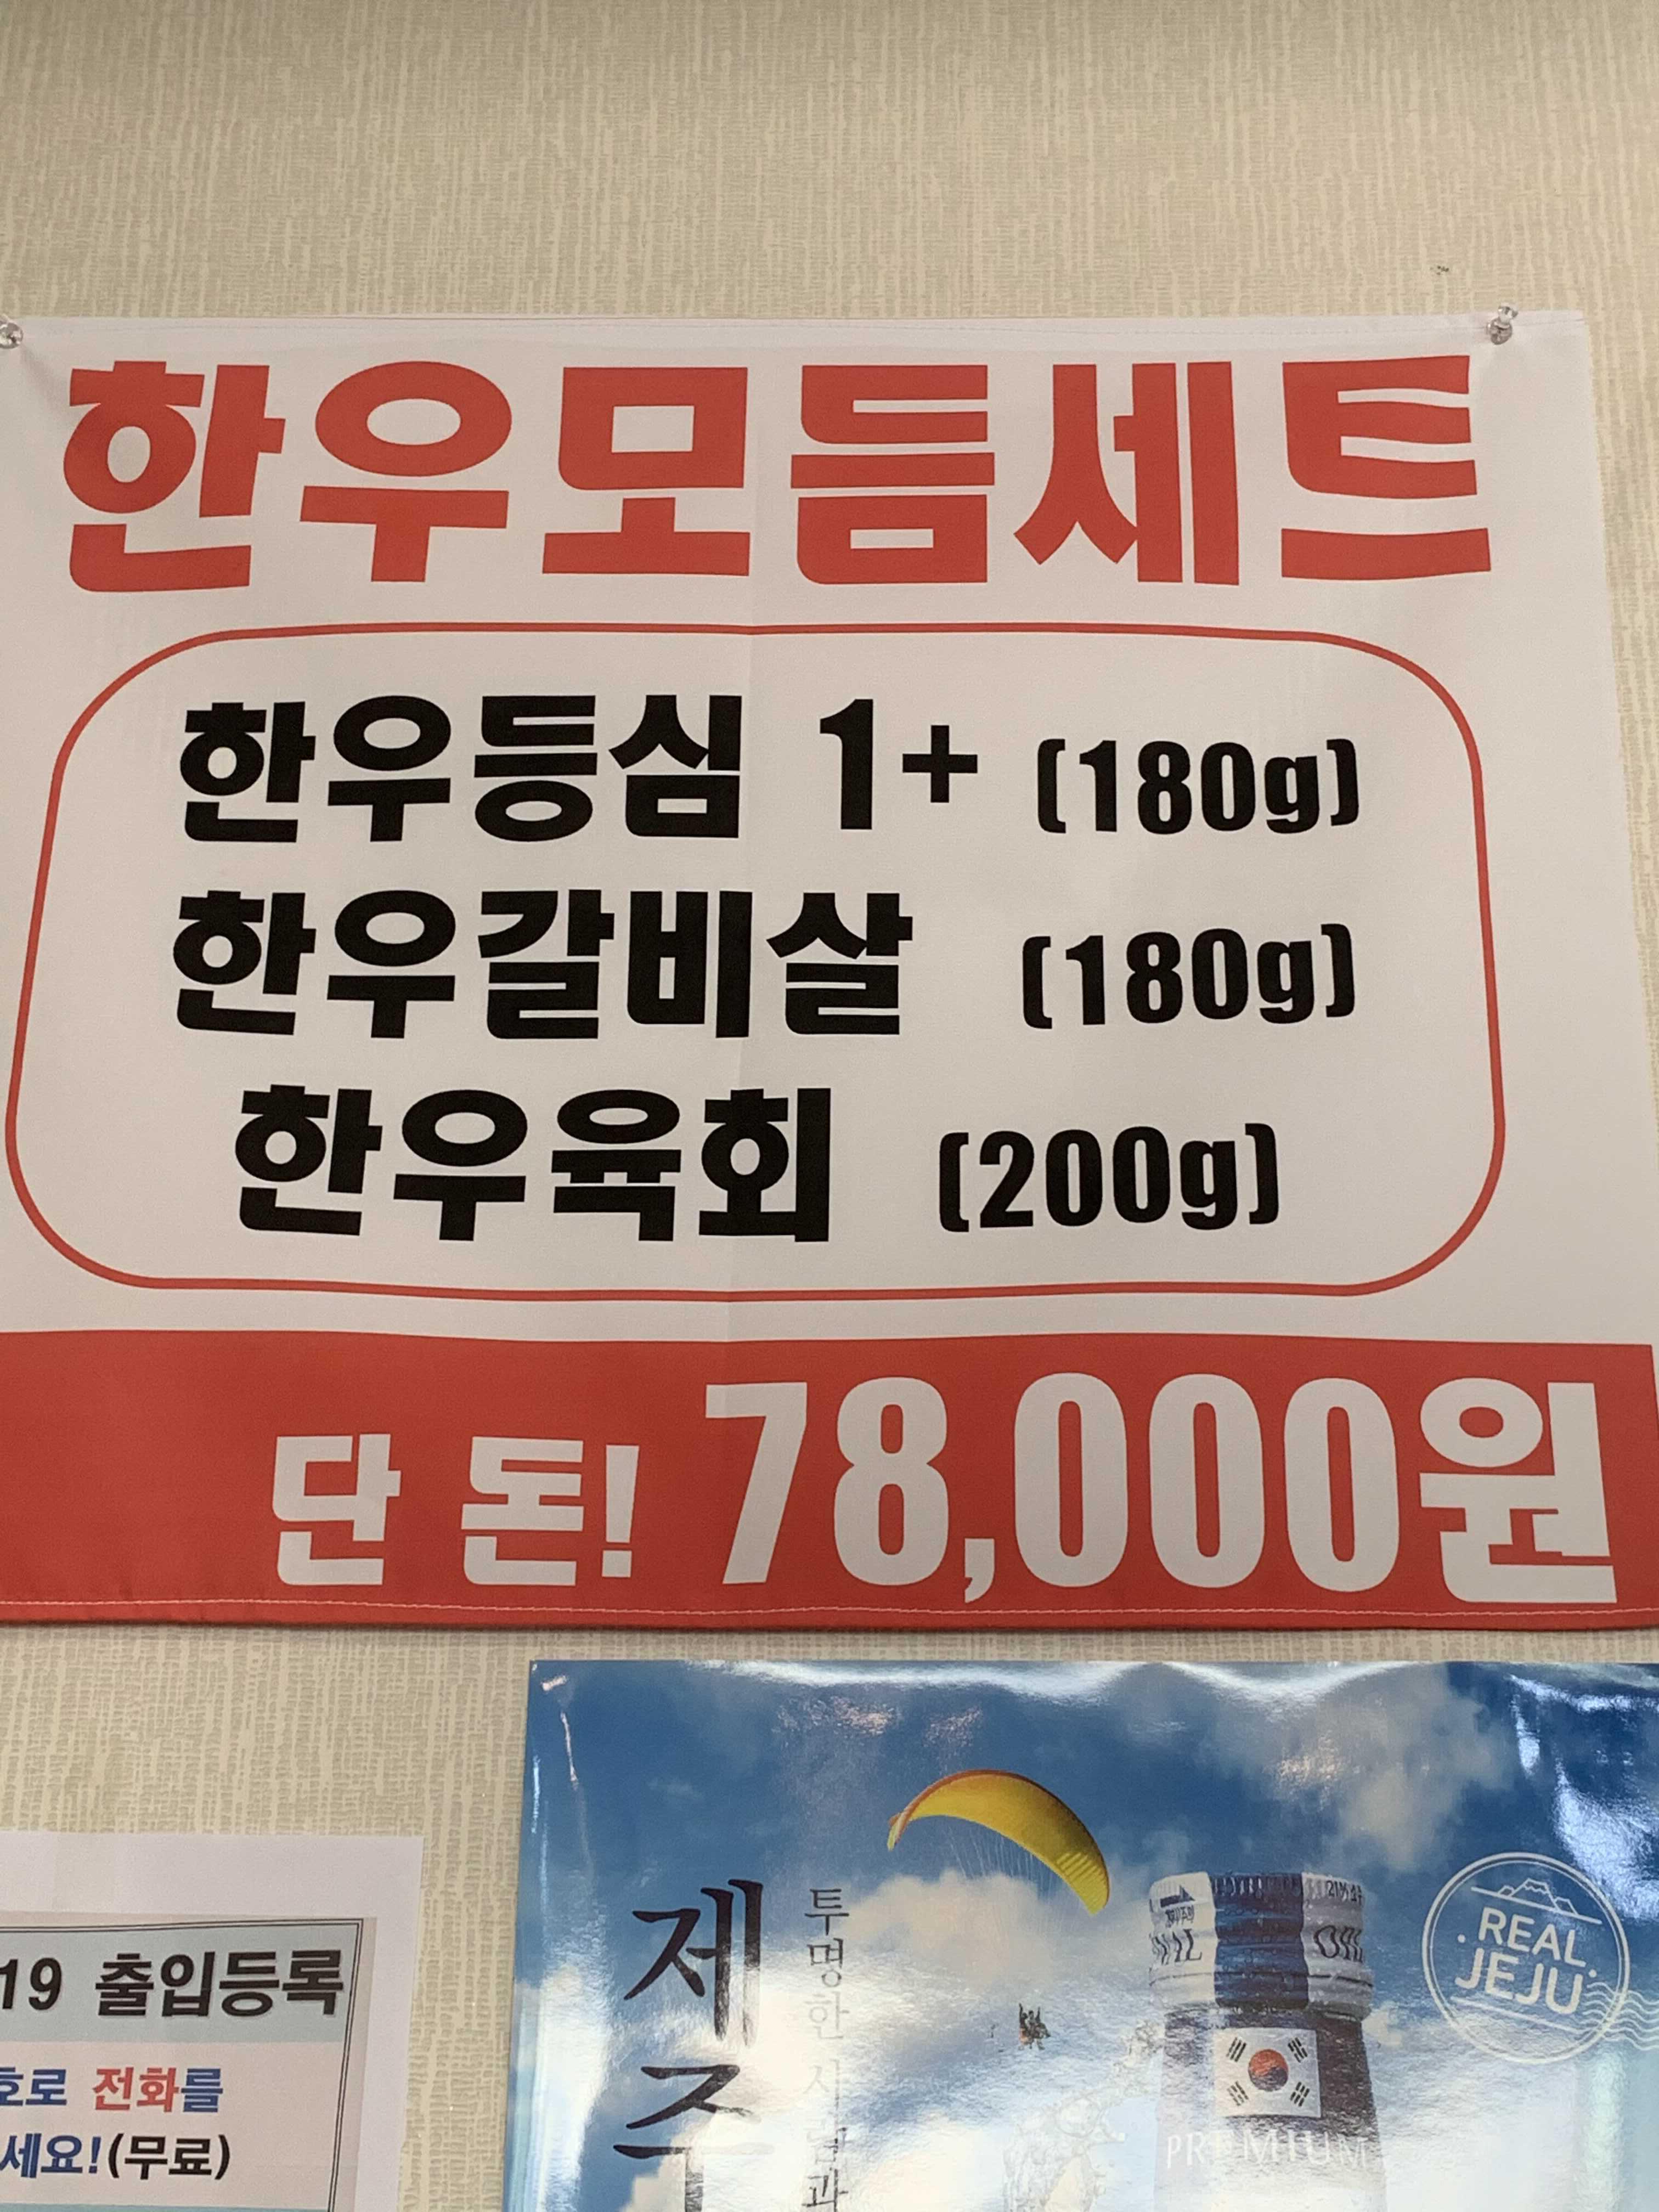 한우모듬세트
한우등심 1+ (180g)
한우갈비살 (180g)
한우육회 (200g)
단 돈! 78,000원
19 출입등록
호로 전화를
세요!(무료)
제주
투명한
REAL
JEJU
PREMIUM